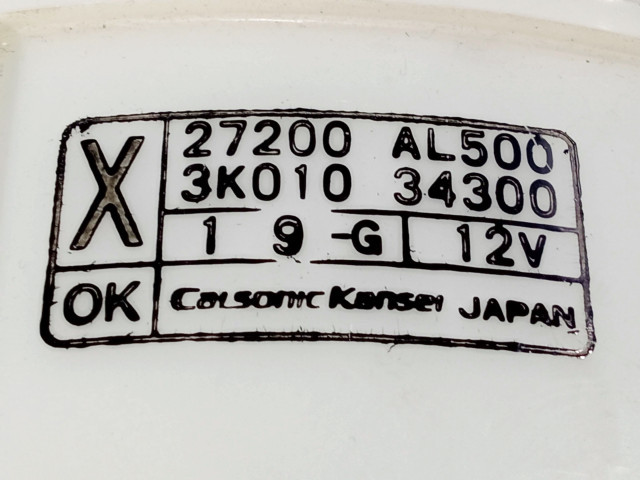 X
27200 AL500
3K010 34300
1 9-G 12V
OK
Calsonic Kansei JAPAN